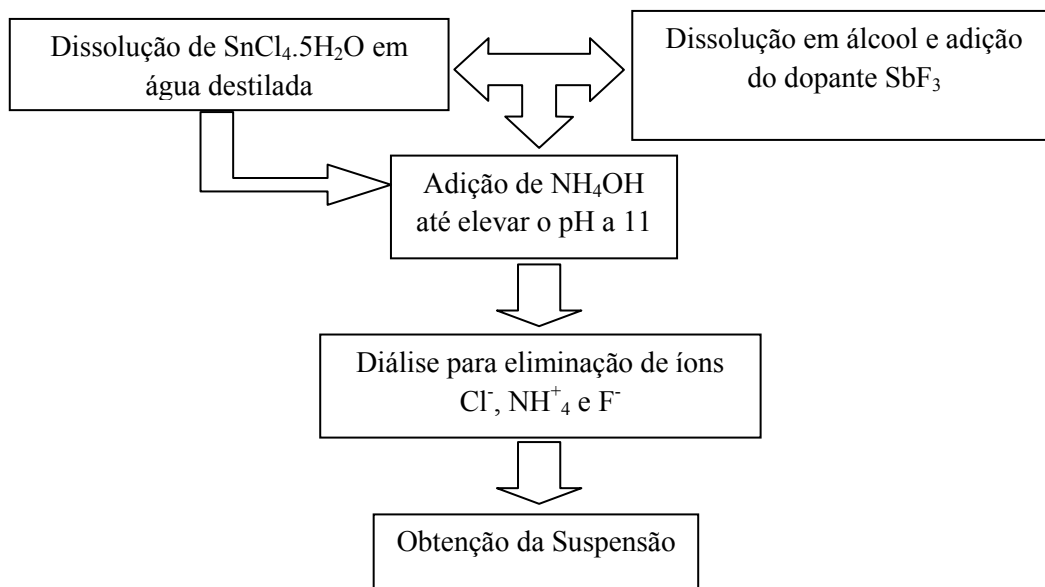 Dissolução de SnCl₄.5H₂O em
água destilada
Dissolução em álcool e adição
do dopante SbF₃
Adição de NH₄OH
até elevar o pH a 11
Diálise para eliminação de íons
Cl⁻, NH⁺₄ e F⁻
Obtenção da Suspensão